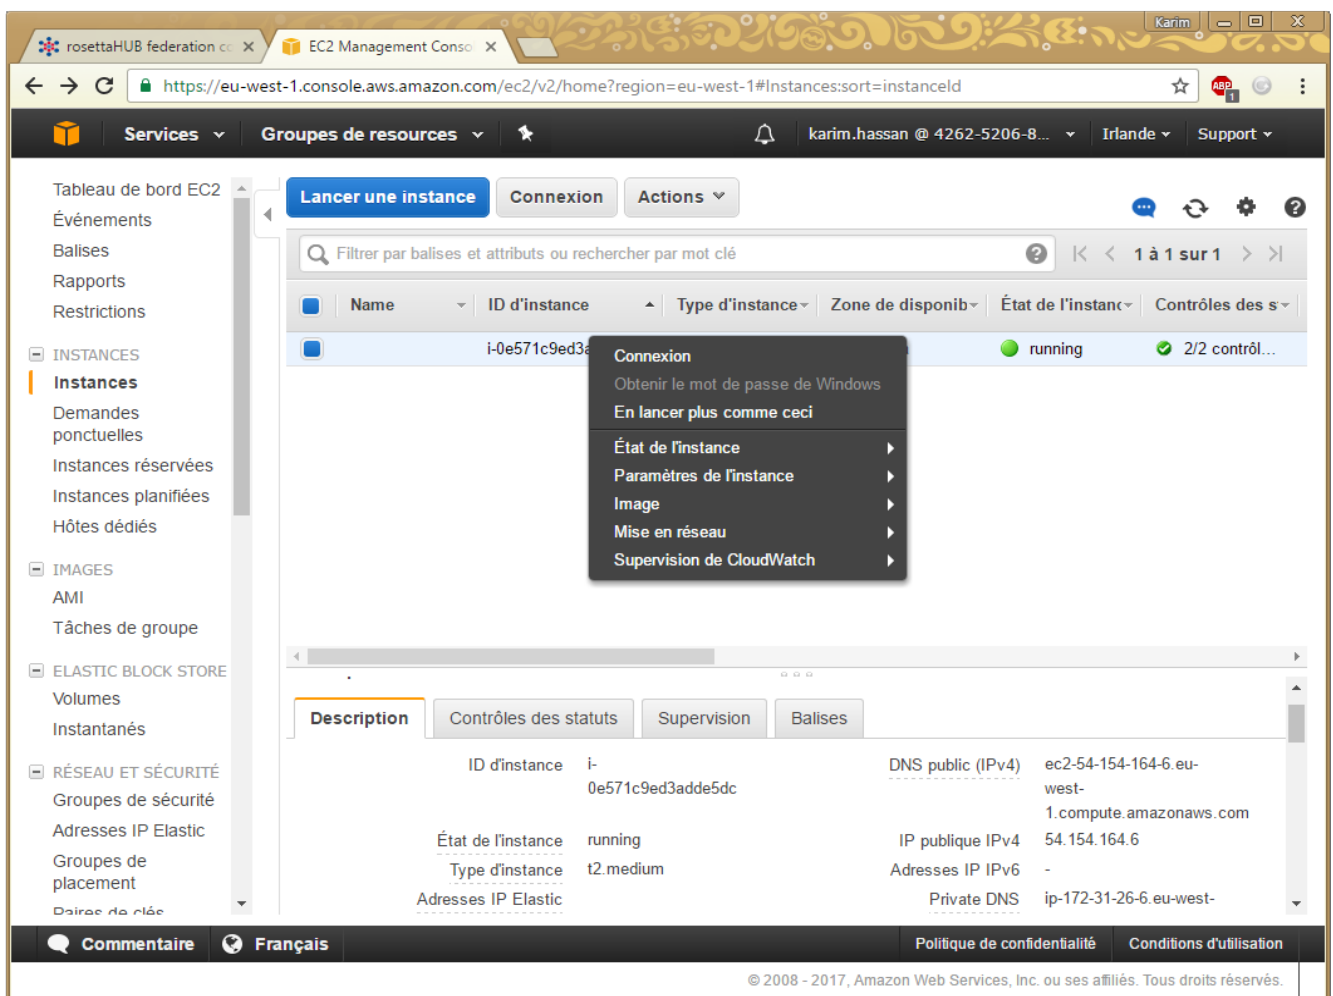 Karim
rosettaHUB federation cc
EC2 Management Conso
https://eu-west-1.console.aws.amazon.com/ec2/v2/home?region=eu-west-1#Instances:sort=instanceId
ABP
1
Services
Groupes de resources
karim.hassan @ 4262-5206-8...
Irlande
Support
Tableau de bord EC2
Événements
Balises
Rapports
Restrictions
INSTANCES
Instances
Demandes
ponctuelles
Instances réservées
Instances planifiées
Hôtes dédiés
IMAGES
AMI
Tâches de groupe
ELASTIC BLOCK STORE
Volumes
Instantanés
RÉSEAU ET SÉCURITÉ
Groupes de sécurité
Adresses IP Elastic
Groupes de
placement
Paires de clés
Lancer une instance
Connexion
Actions
Filtrer par balises et attributs ou rechercher par mot clé
1 à 1 sur 1
Name
ID d'instance
Type d'instance
Zone de disponib
État de l'instanc
Contrôles des s
i-0e571c9ed3a
running
2/2 contrôl...
Connexion
Obtenir le mot de passe de Windows
En lancer plus comme ceci
État de l'instance
Paramètres de l'instance
Image
Mise en réseau
Supervision de CloudWatch
Description
Contrôles des statuts
Supervision
Balises
ID d'instance
i-
0e571c9ed3adde5dc
État de l'instance
running
Type d'instance
t2.medium
Adresses IP Elastic
DNS public (IPv4)
ec2-54-154-164-6.eu-
west-
1.compute.amazonaws.com
IP publique IPv4
54.154.164.6
Adresses IP IPv6
-
Private DNS
ip-172-31-26-6.eu-west-
Commentaire
Français
Politique de confidentialité
Conditions d'utilisation
© 2008 - 2017, Amazon Web Services, Inc. ou ses affiliés. Tous droits réservés.